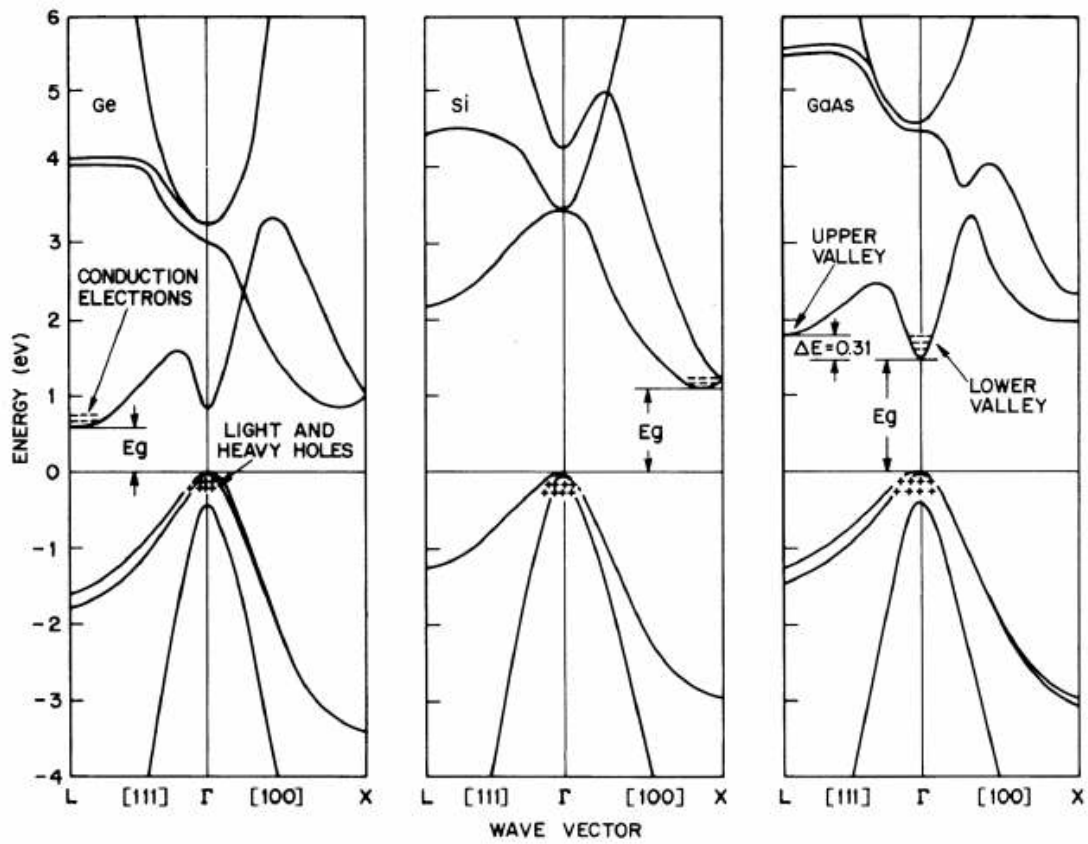 6
5
4
3
2
1
0
-1
-2
-3
-4
ENERGY (eV)
Ge
CONDUCTION
ELECTRONS
Eg
LIGHT AND
HEAVY HOLES
L [111] Γ [100] X
Si
Eg
L [111] Γ [100] X
WAVE VECTOR
GaAs
UPPER
VALLEY
ΔE=0.31
LOWER
VALLEY
Eg
L [111] Γ [100] X